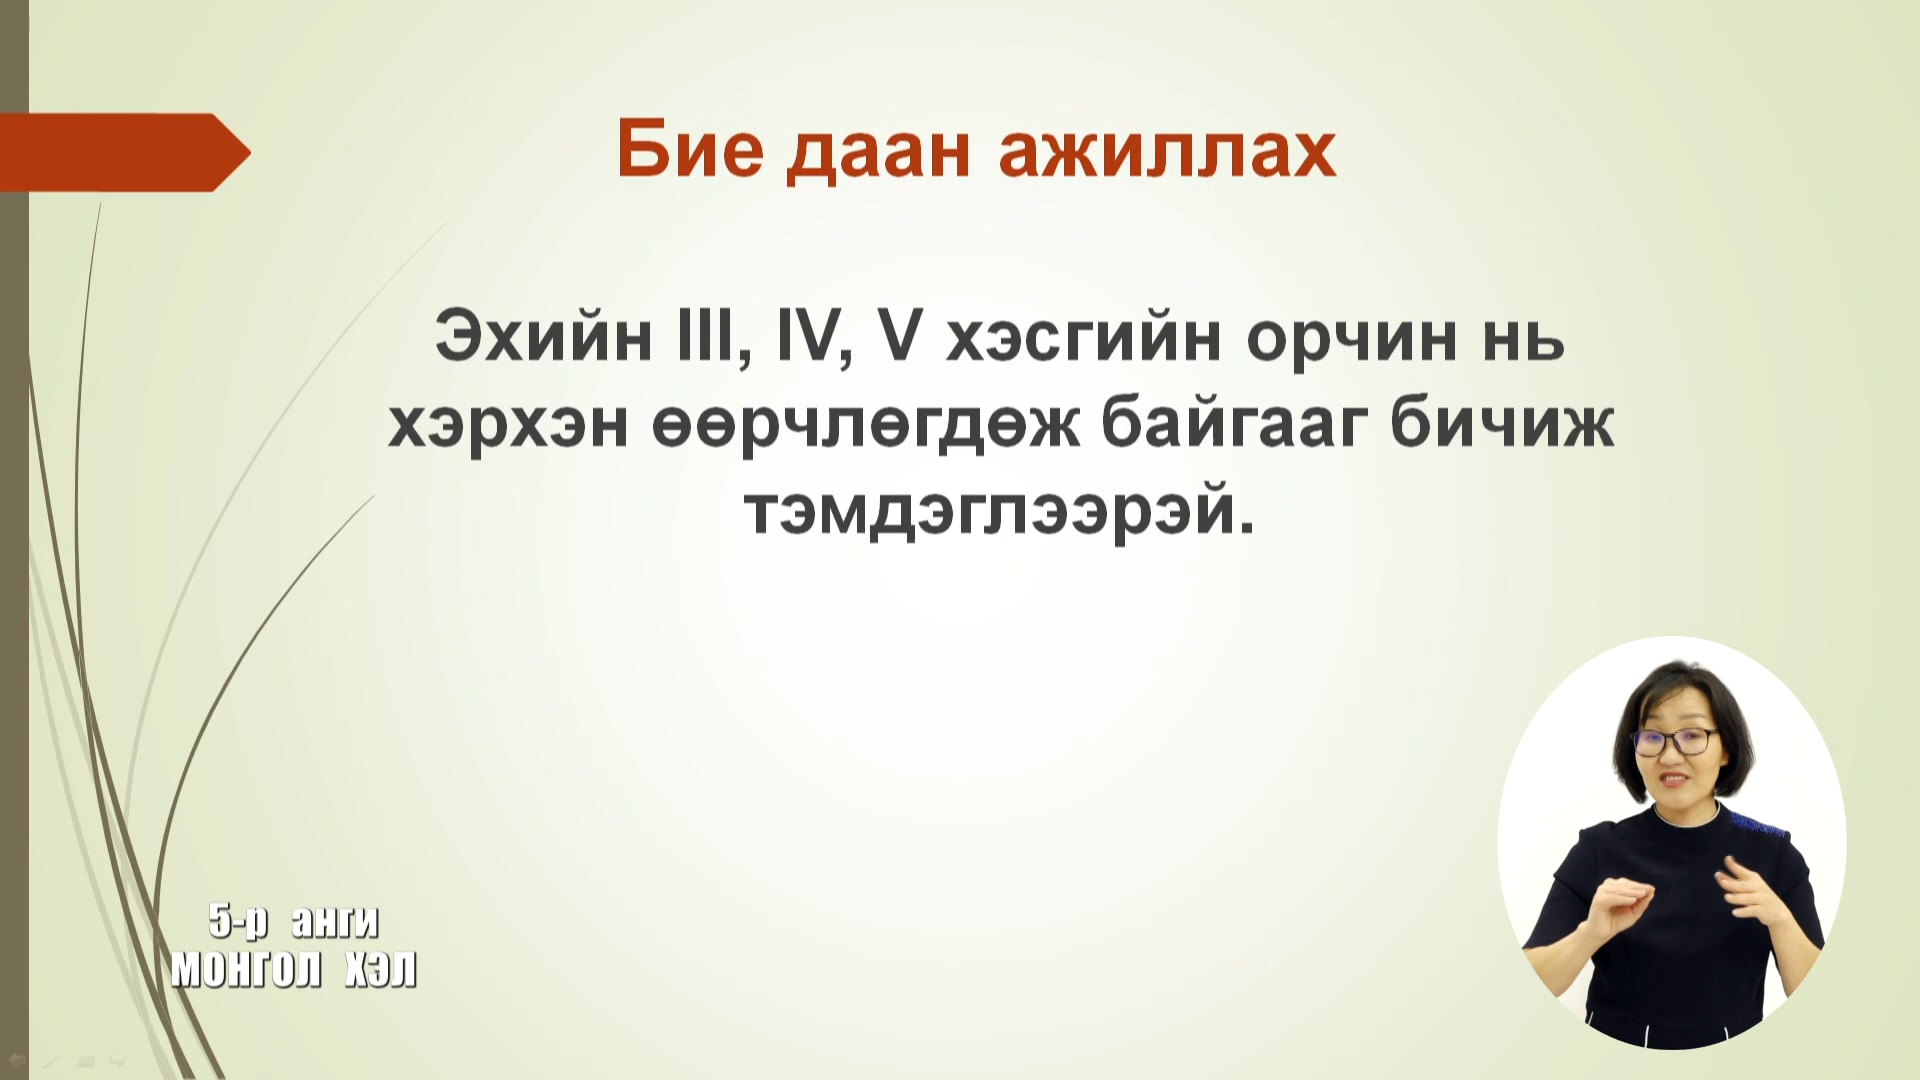 Бие даан ажиллах
Эхийн III, IV, V хэсгийн орчин нь
хэрхэн өөрчлөгдөж байгааг бичиж
тэмдэглээрэй.
5-р анги
МОНГОЛ ХЭЛ